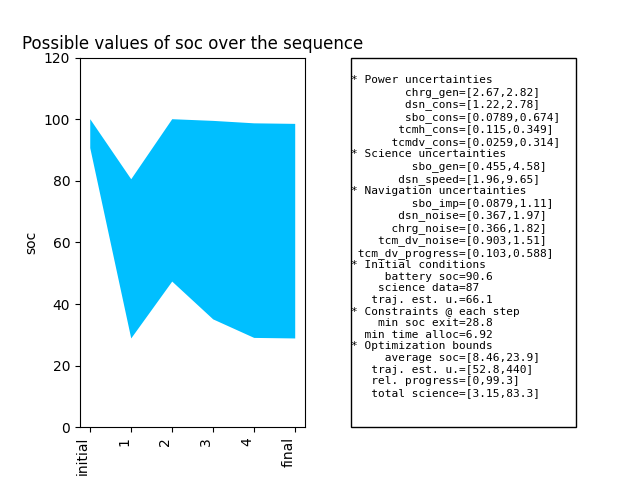 Possible values of soc over the sequence
120
100
80
60
40
20
0
soc
initial
1
2
3
4
final
* Power uncertainties
chrg_gen=[2.67,2.82]
dsn_cons=[1.22,2.78]
sbo_cons=[0.0789,0.674]
tcmh_cons=[0.115,0.349]
tcmdv_cons=[0.0259,0.314]
* Science uncertainties
sbo_gen=[0.455,4.58]
dsn_speed=[1.96,9.65]
* Navigation uncertainties
sbo_imp=[0.0879,1.11]
dsn_noise=[0.367,1.97]
chrg_noise=[0.366,1.82]
tcm_dv_noise=[0.903,1.51]
tcm_dv_progress=[0.103,0.588]
* Initial conditions
battery soc=90.6
science data=87
traj. est. u.=66.1
* Constraints @ each step
min soc exit=28.8
min time alloc=6.92
* Optimization bounds
average soc=[8.46,23.9]
traj. est. u.=[52.8,440]
rel. progress=[0,99.3]
total science=[3.15,83.3]